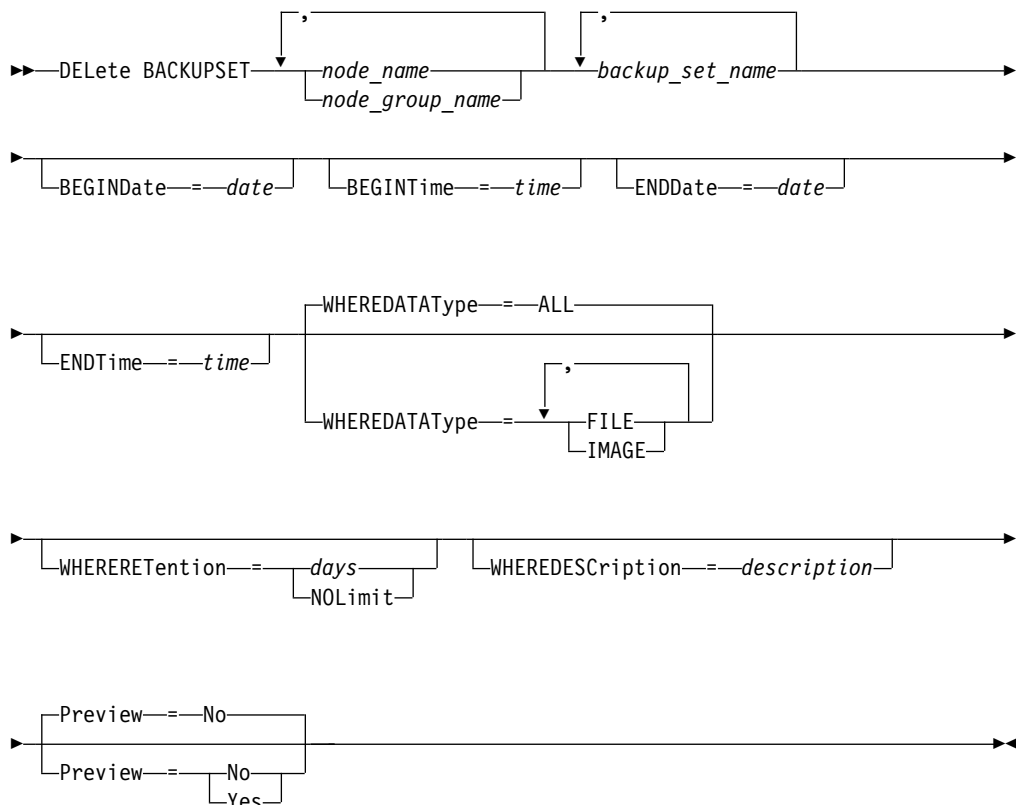 ,
,
DELete BACKUPSET node_name backup_set_name
node_group_name
BEGINDate = date BEGINTime = time ENDDate = date
WHEREDATAType = ALL
ENDTime = time
,
WHEREDATAType = FILE
IMAGE
WHERERETention = days WHEREDESCription = description
NOLimit
Preview = No
Preview = No
Yes